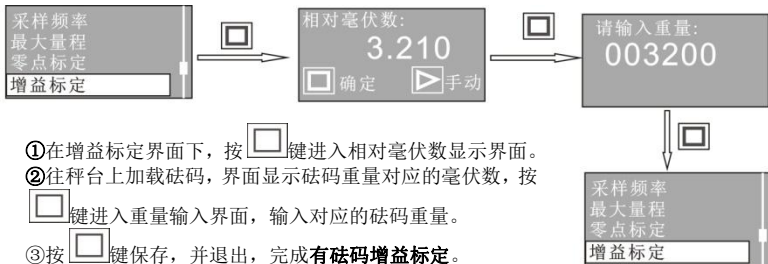 采样频率
最大量程
零点标定
增益标定
相对毫伏数:
3.210
确定 手动
请输入重量:
003200
①在增益标定界面下，按 键进入相对毫伏数显示界面。
②往秤台上加载砝码，界面显示砝码重量对应的毫伏数，按
键进入重量输入界面，输入对应的砝码重量。
③按 键保存，并退出，完成有砝码增益标定。
采样频率
最大量程
零点标定
增益标定